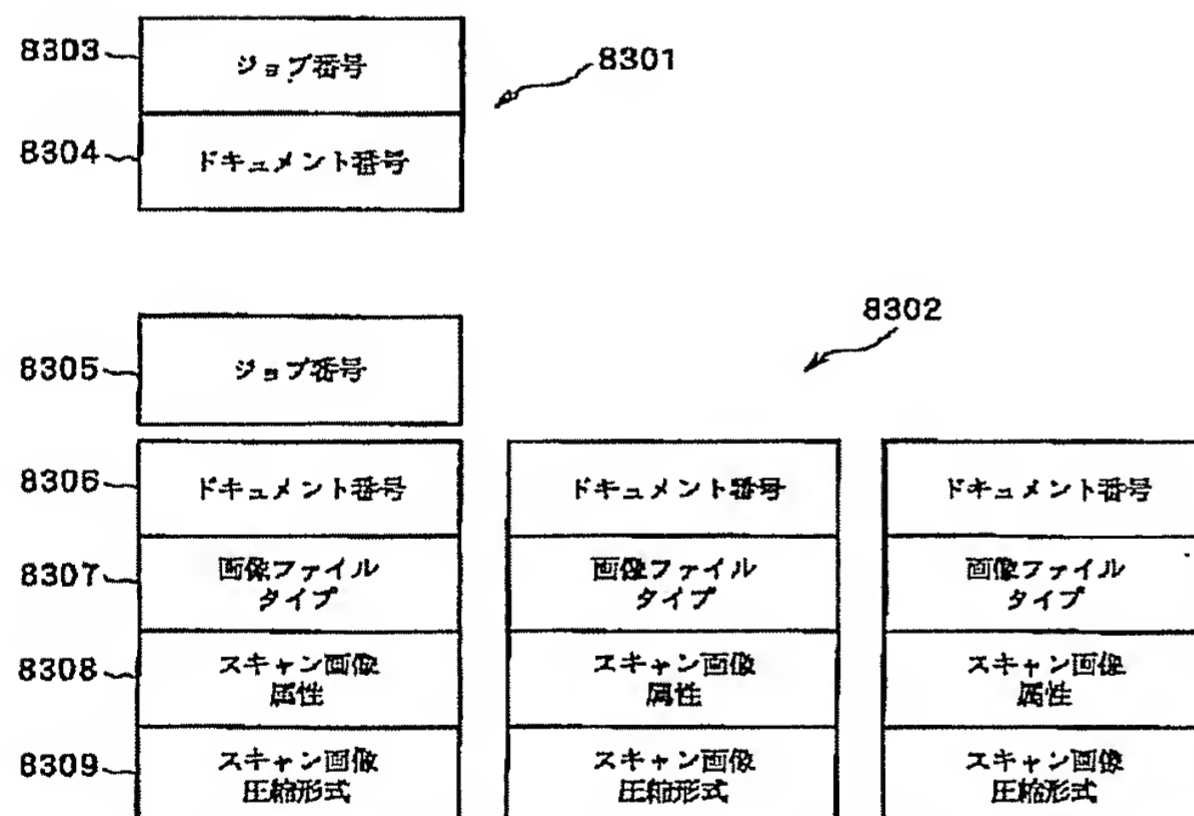 8303
ジョブ番号
8301
8304
ドキュメント番号
8302
8305
ジョブ番号
8306
ドキュメント番号
ドキュメント番号
ドキュメント番号
8307
画像ファイル
タイプ
画像ファイル
タイプ
画像ファイル
タイプ
8308
スキャン画像
属性
スキャン画像
属性
スキャン画像
属性
8309
スキャン画像
圧縮形式
スキャン画像
圧縮形式
スキャン画像
圧縮形式